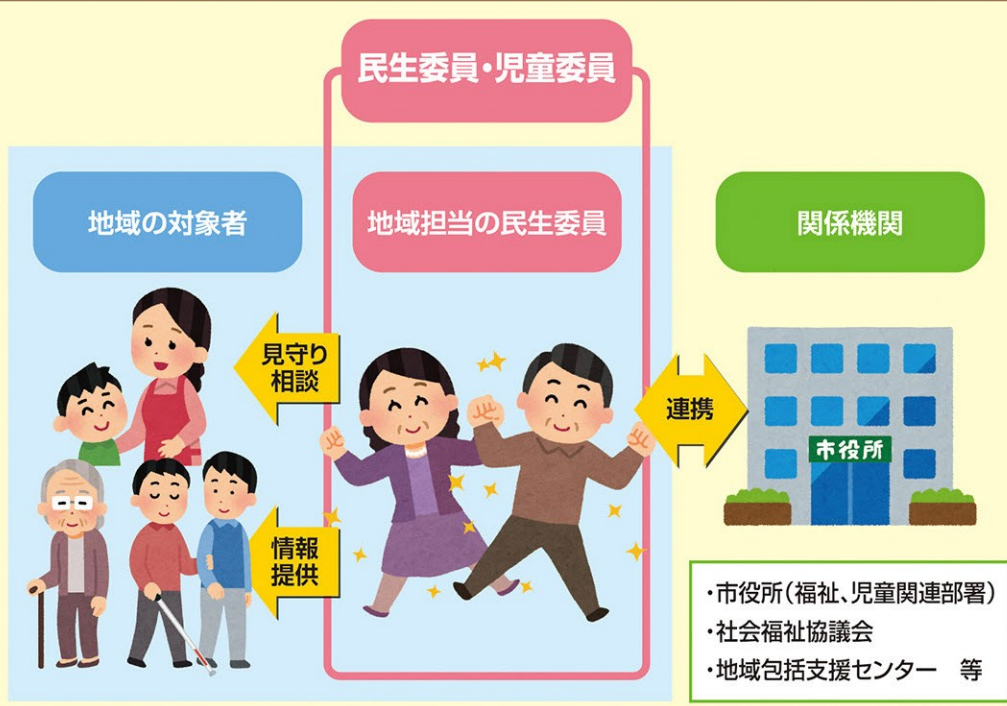 民生委員・児童委員
地域の対象者
地域担当の民生委員
関係機関
見守り
相談
情報
提供
連携
市役所
・市役所(福祉、児童関連部署)
・社会福祉協議会
・地域包括支援センター　等